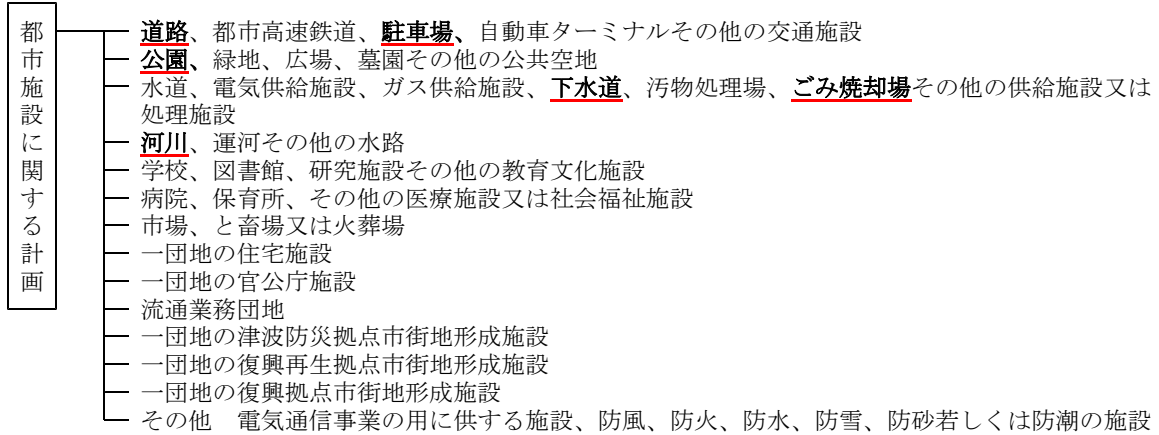 都市施設に関する計画
道路、都市高速鉄道、駐車場、自動車ターミナルその他の交通施設
公園、緑地、広場、墓園その他の公共空地
水道、電気供給施設、ガス供給施設、下水道、汚物処理場、ごみ焼却場その他の供給施設又は
処理施設
河川、運河その他の水路
学校、図書館、研究施設その他の教育文化施設
病院、保育所、その他の医療施設又は社会福祉施設
市場、と畜場又は火葬場
一団地の住宅施設
一団地の官公庁施設
流通業務団地
一団地の津波防災拠点市街地形成施設
一団地の復興再生拠点市街地形成施設
一団地の復興拠点市街地形成施設
その他　電気通信事業の用に供する施設、防風、防火、防水、防雪、防砂若しくは防潮の施設